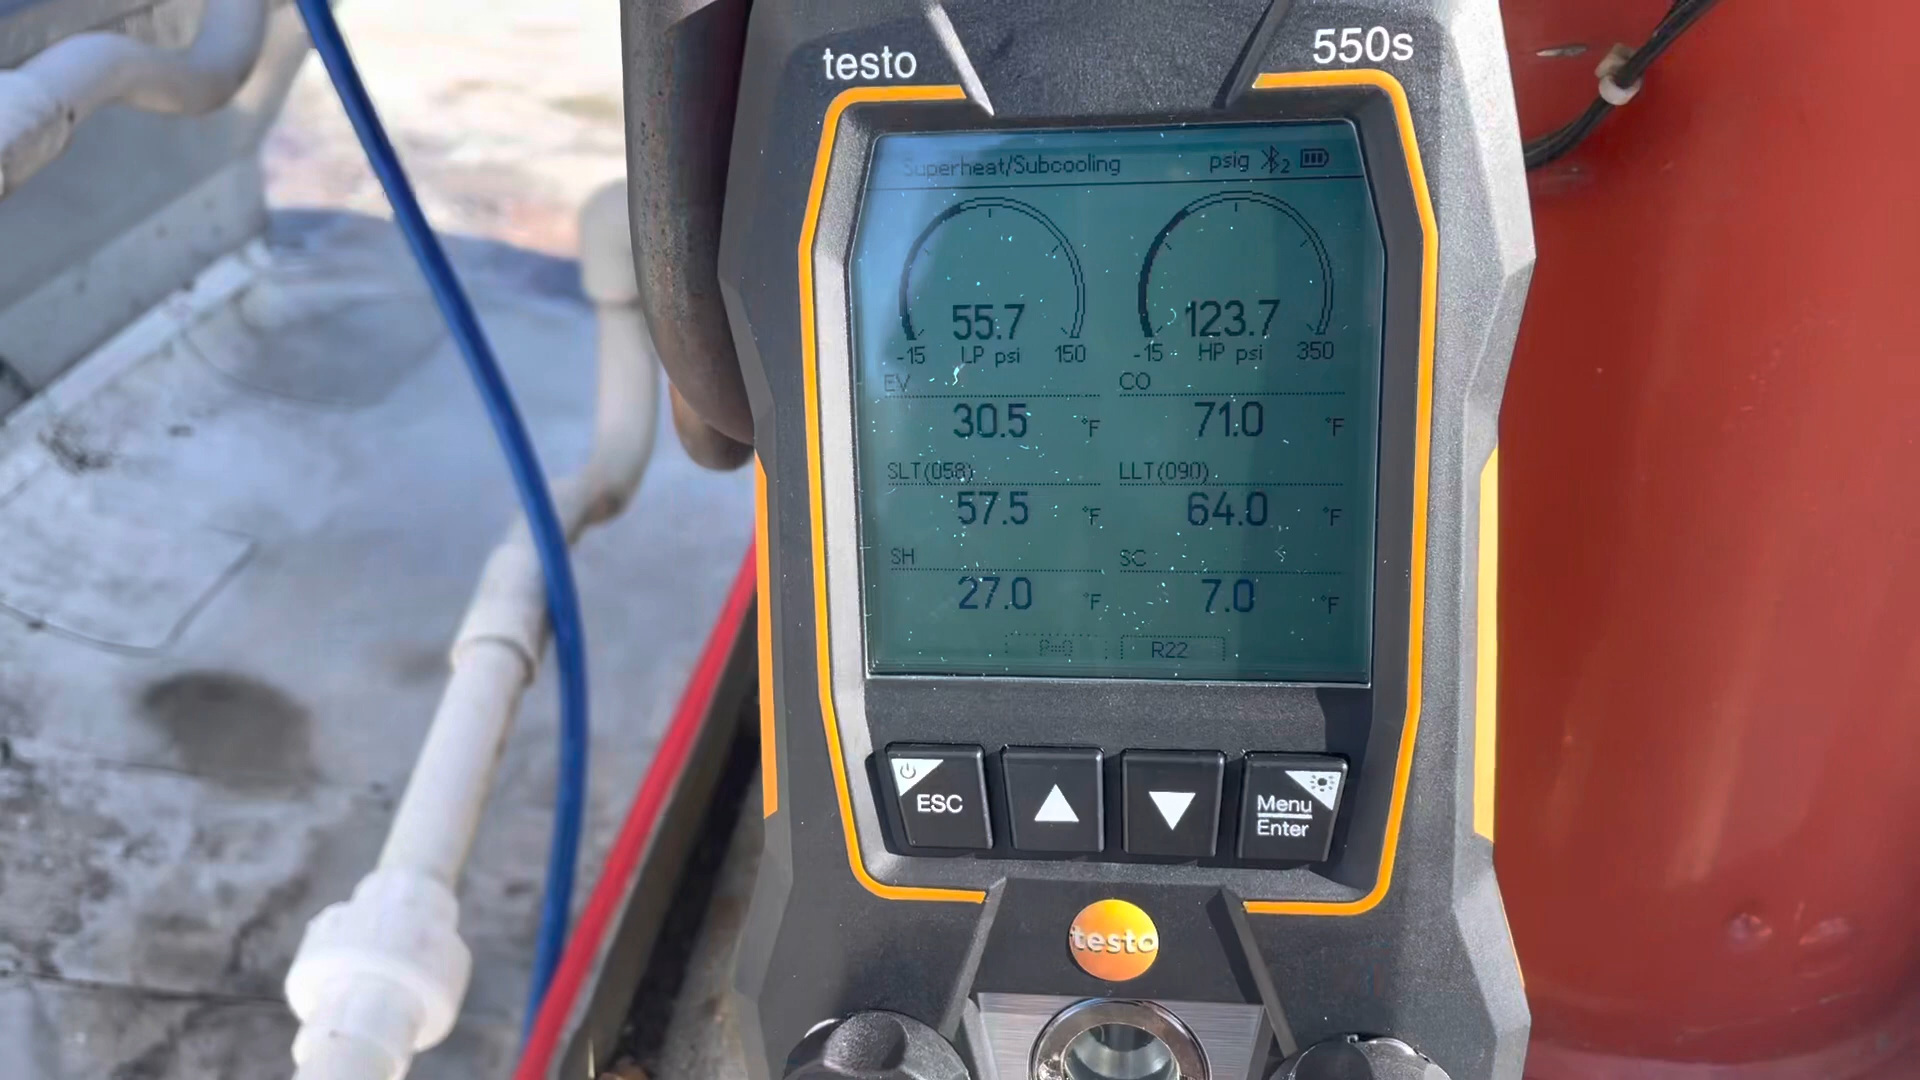 testo 550s
Superheat/Subcooling psig 2
55.7 123.7
-15 LP psi 150 -15 HP psi 350
EV CO
30.5 °F 71.0 °F
SLT(058) LLT(090)
57.5 °F 64.0 °F
SH SC
27.0 °F 7.0 °F
P=0 R22
ESC Menu
Enter
testo